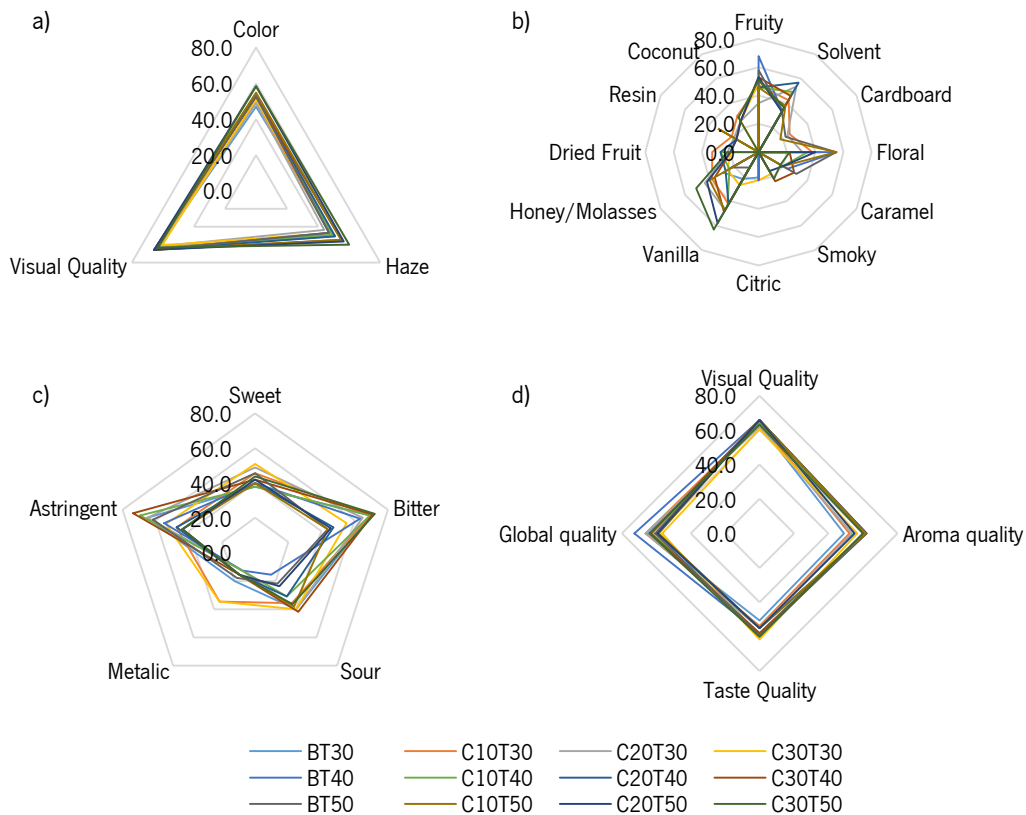 a)
Color
80.0
60.0
40.0
20.0
0.0
Visual Quality
Haze
b)
Fruity
80.0
Coconut
Solvent
60.0
Resin
Cardboard
40.0
20.0
Dried Fruit
0.0
Floral
Honey/Molasses
Caramel
Vanilla
Smoky
Citric
c)
Sweet
80.0
60.0
40.0
Astringent
Bitter
20.0
0.0
Metalic
Sour
d)
Visual Quality
80.0
60.0
40.0
20.0
Global quality
0.0
Aroma quality
Taste Quality
BT30 C10T30 C20T30 C30T30
BT40 C10T40 C20T40 C30T40
BT50 C10T50 C20T50 C30T50